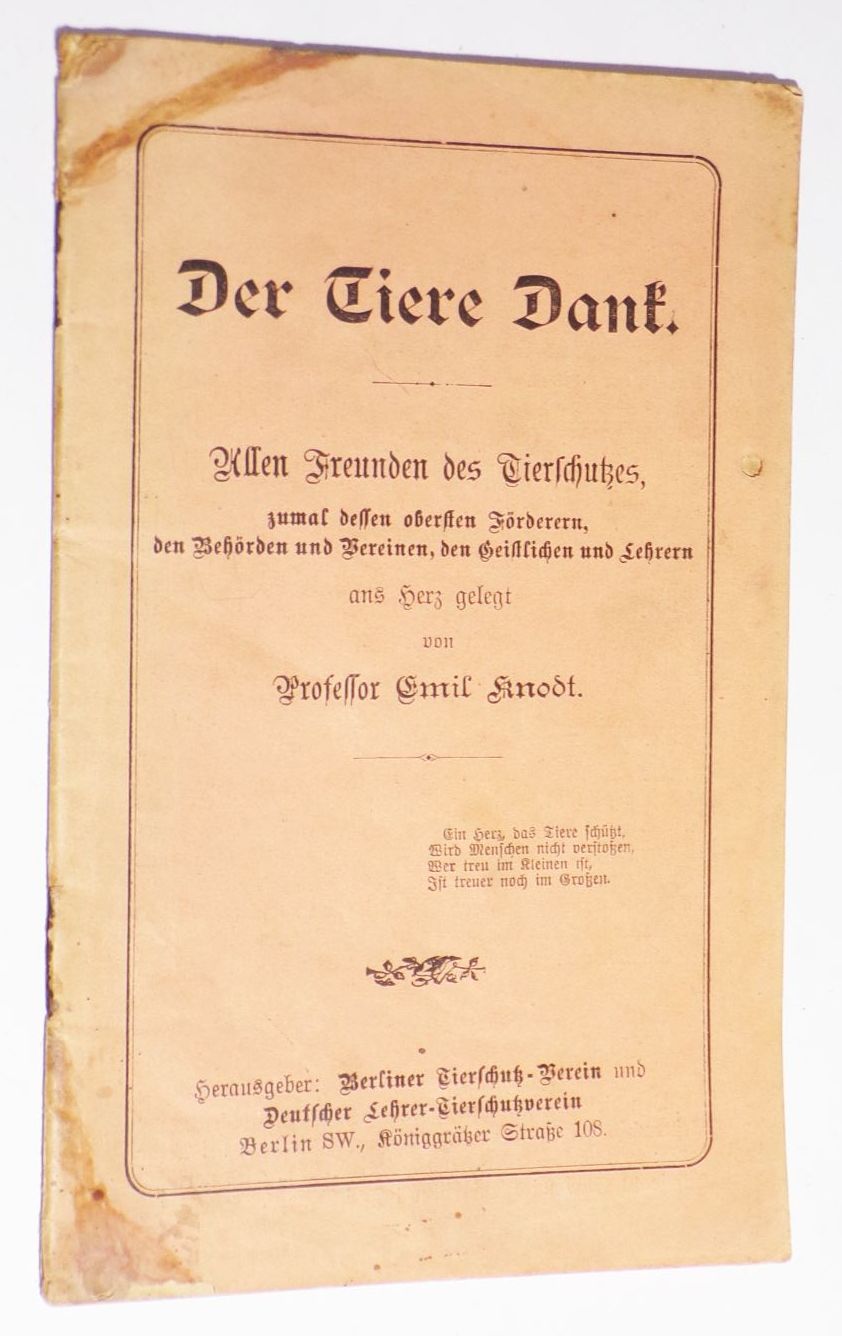 Der Tiere Dank.
Allen Freunden des Tierschutzes,
zumal dessen obersten Förderern,
den Behörden und Vereinen, den Geistlichen und Lehrern
ans Herz gelegt
von
Professor Emil Knodt.
Ein Herz, das Tiere schützt,
Wird Menschen nicht verstoßen,
Wer treu im Kleinen ist,
Ist treuer noch im Großen.
Herausgeber: Berliner Tierschutz-Verein und
Deutscher Lehrer-Tierschutzverein
Berlin SW., Königgrätzer Straße 108.